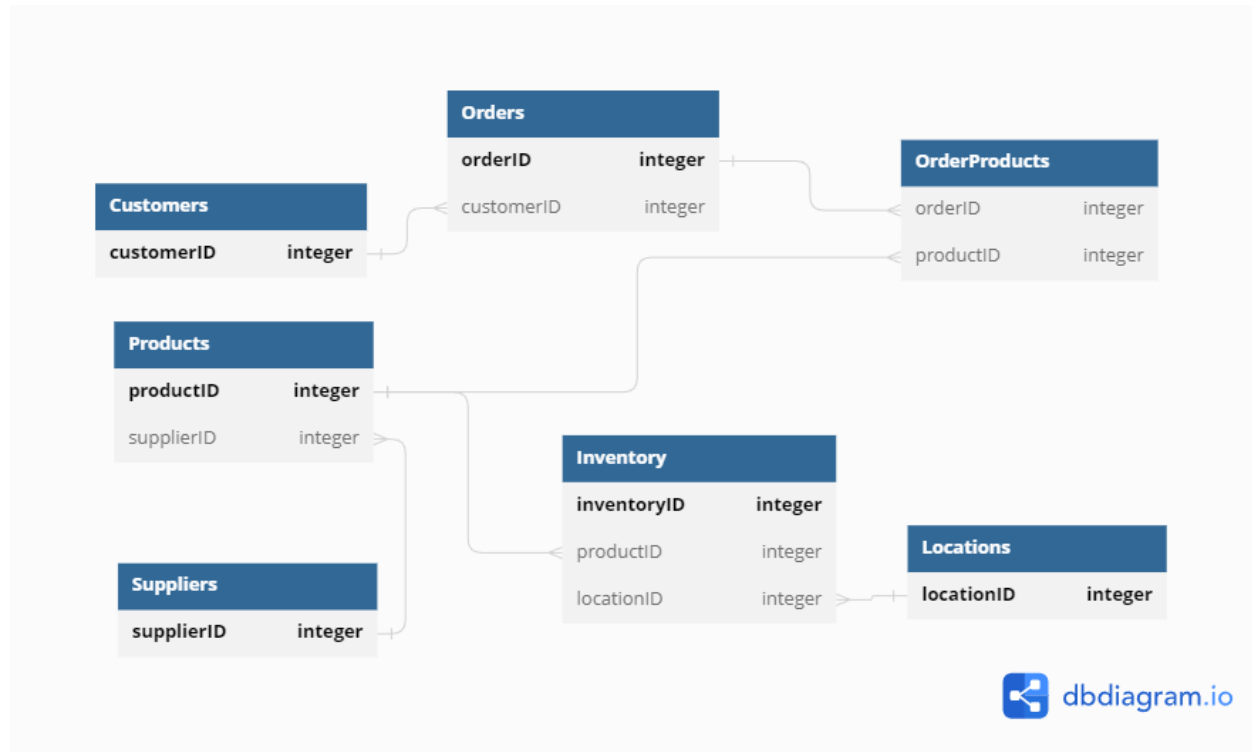 Orders
orderID integer
customerID integer
OrderProducts
orderID integer
productID integer
Customers
customerID integer
Products
productID integer
supplierID integer
Inventory
inventoryID integer
productID integer
locationID integer
Locations
locationID integer
Suppliers
supplierID integer
dbdiagram.io